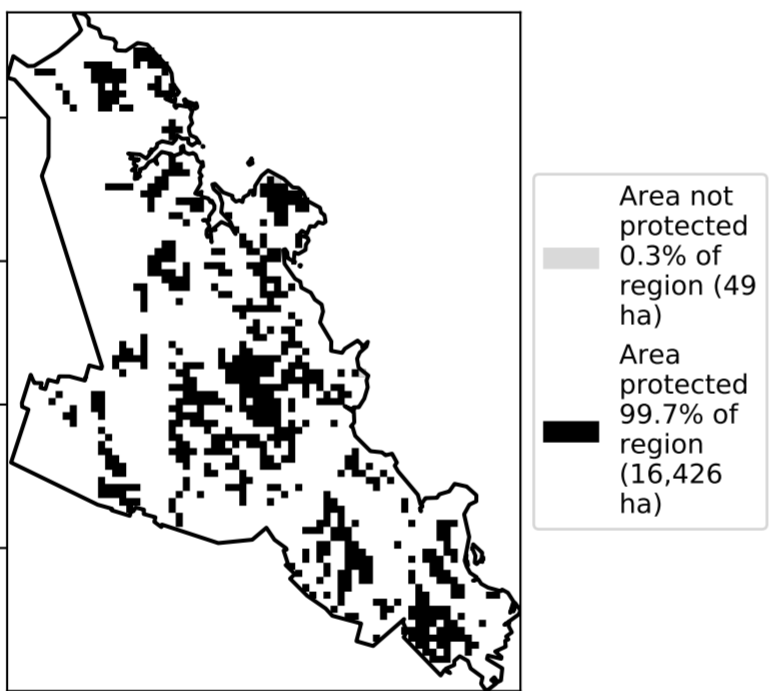 Area not
protected
0.3% of
region (49
ha)
Area
protected
99.7% of
region
(16,426
ha)